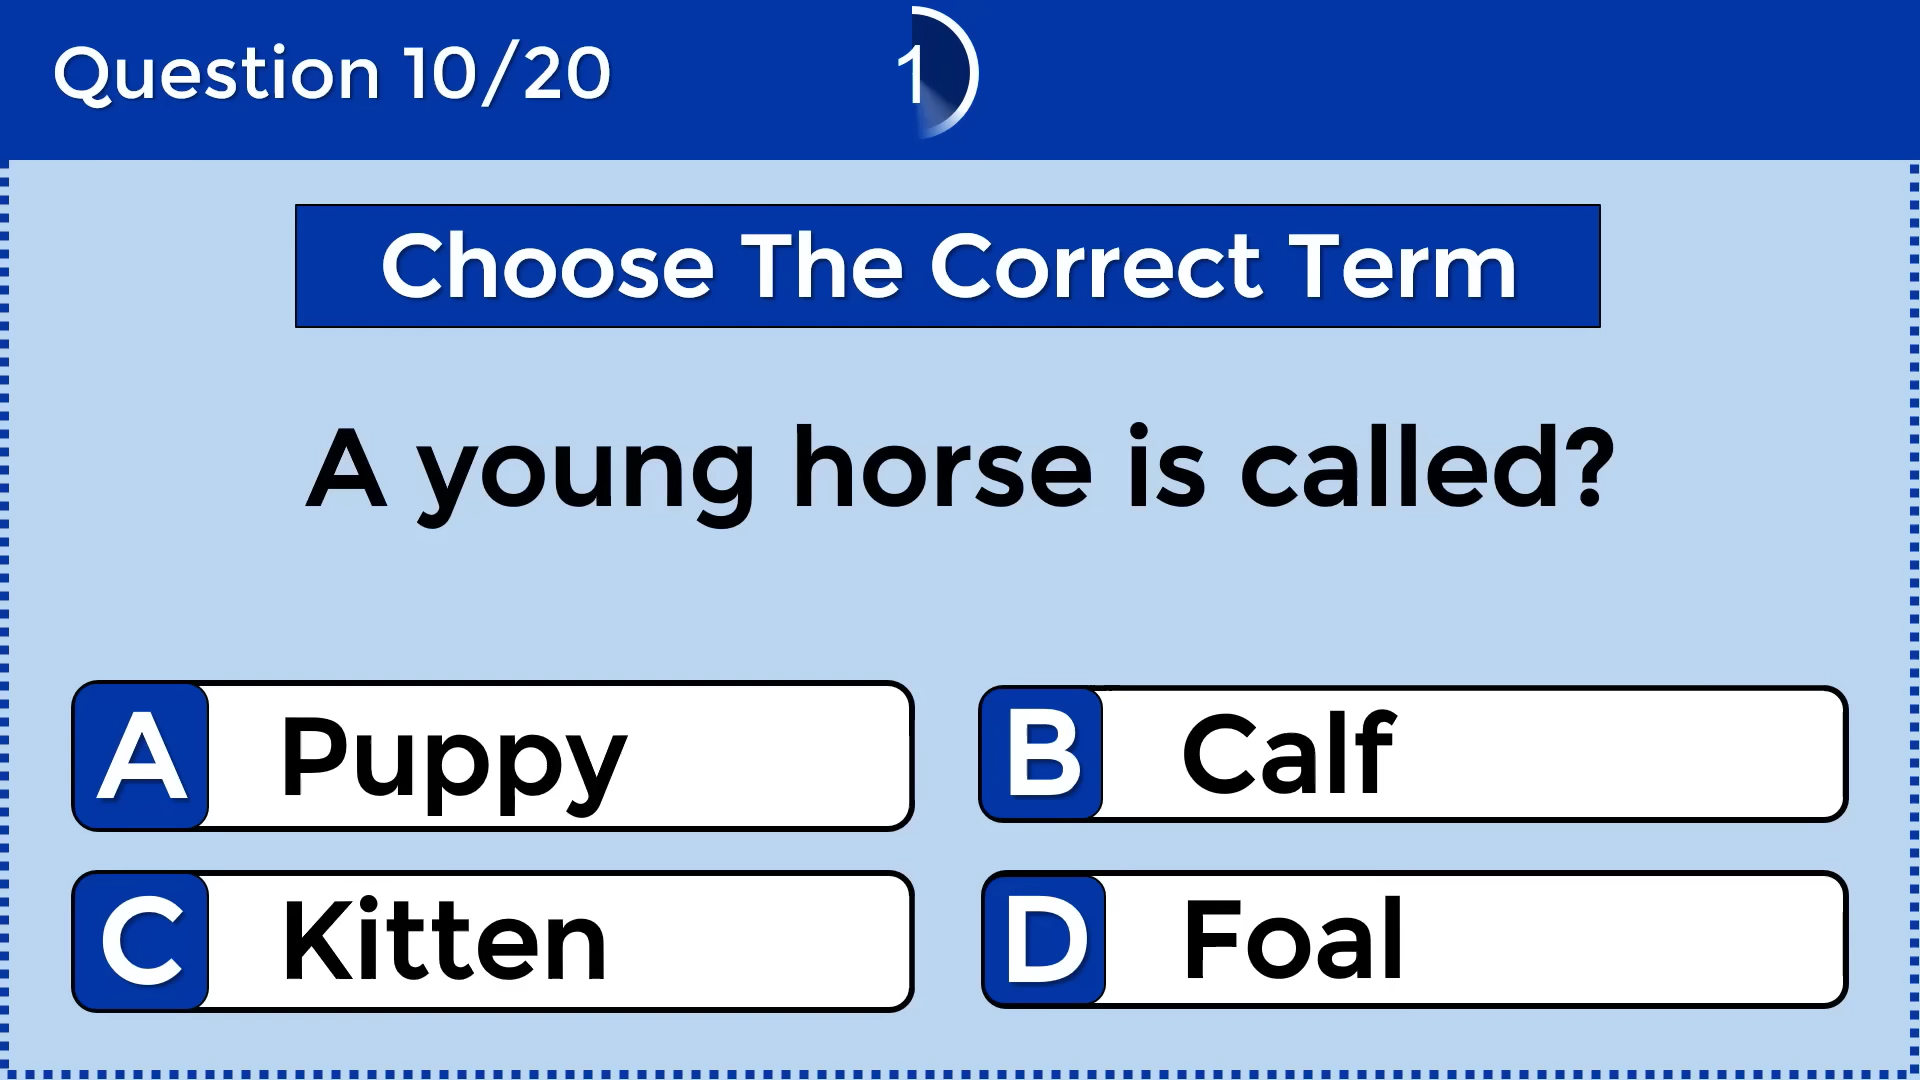 Question 10/20
1
Choose The Correct Term
A young horse is called?
A Puppy
B Calf
C Kitten
D Foal